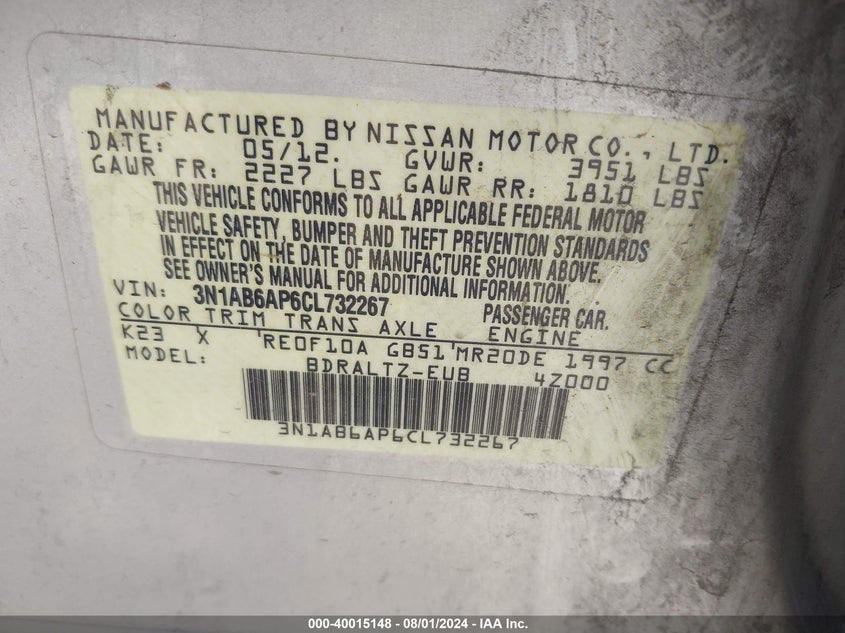 MANUFACTURED BY NISSAN MOTOR CO., LTD.
DATE: 05/12. GVWR: 3951 LBS
GAWR FR: 2227 LBS GAWR RR: 1810 LBS
THIS VEHICLE CONFORMS TO ALL APPLICABLE FEDERAL MOTOR
VEHICLE SAFETY, BUMPER AND THEFT PREVENTION STANDARDS
IN EFFECT ON THE DATE OF MANUFACTURE SHOWN ABOVE.
SEE OWNER'S MANUAL FOR ADDITIONAL INFORMATION.
VIN: 3N1AB6AP6CL732267 PASSENGER CAR.
COLOR TRIM TRANS AXLE ENGINE
K23 X RE0F10A GB51 MR20DE 1997 CC
MODEL: BDRALTZ-EUB 4Z000
3N1AB6AP6CL732267
000-40015148 - 08/01/2024 - IAA Inc.